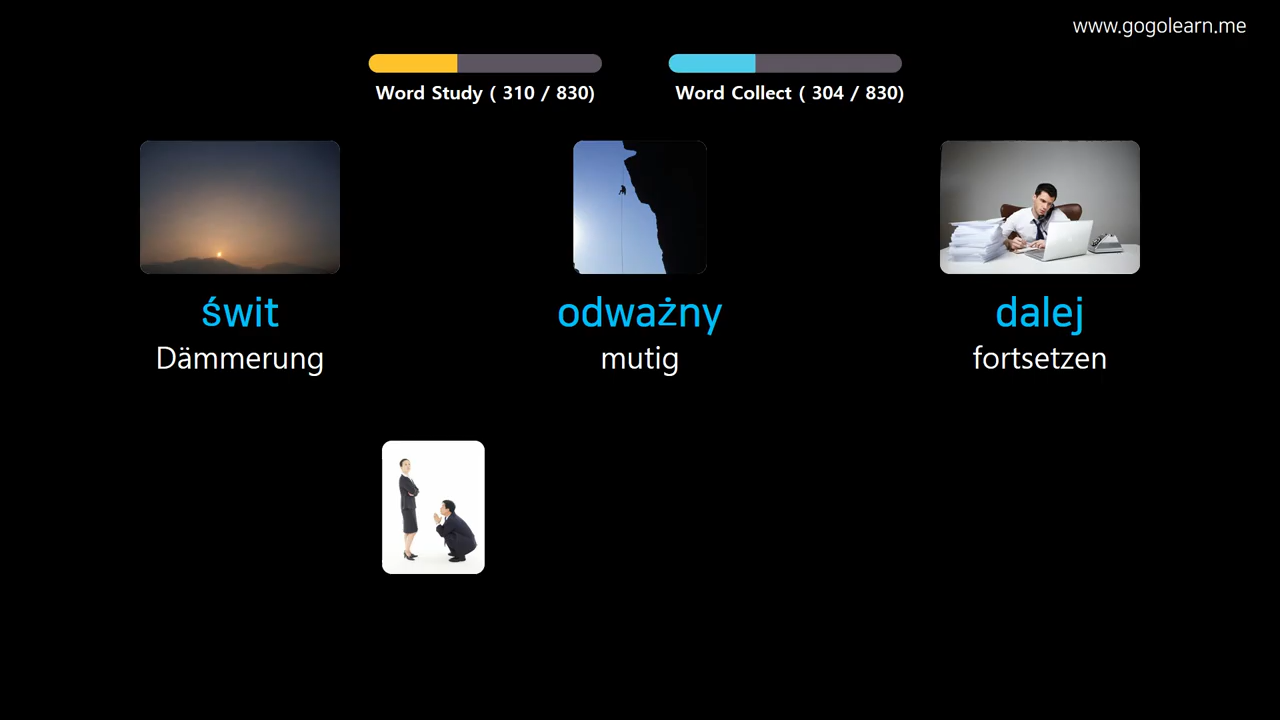 www.gogolearn.me
Word Study ( 310 / 830)
Word Collect ( 304 / 830)
świt
odważny
dalej
Dämmerung
mutig
fortsetzen